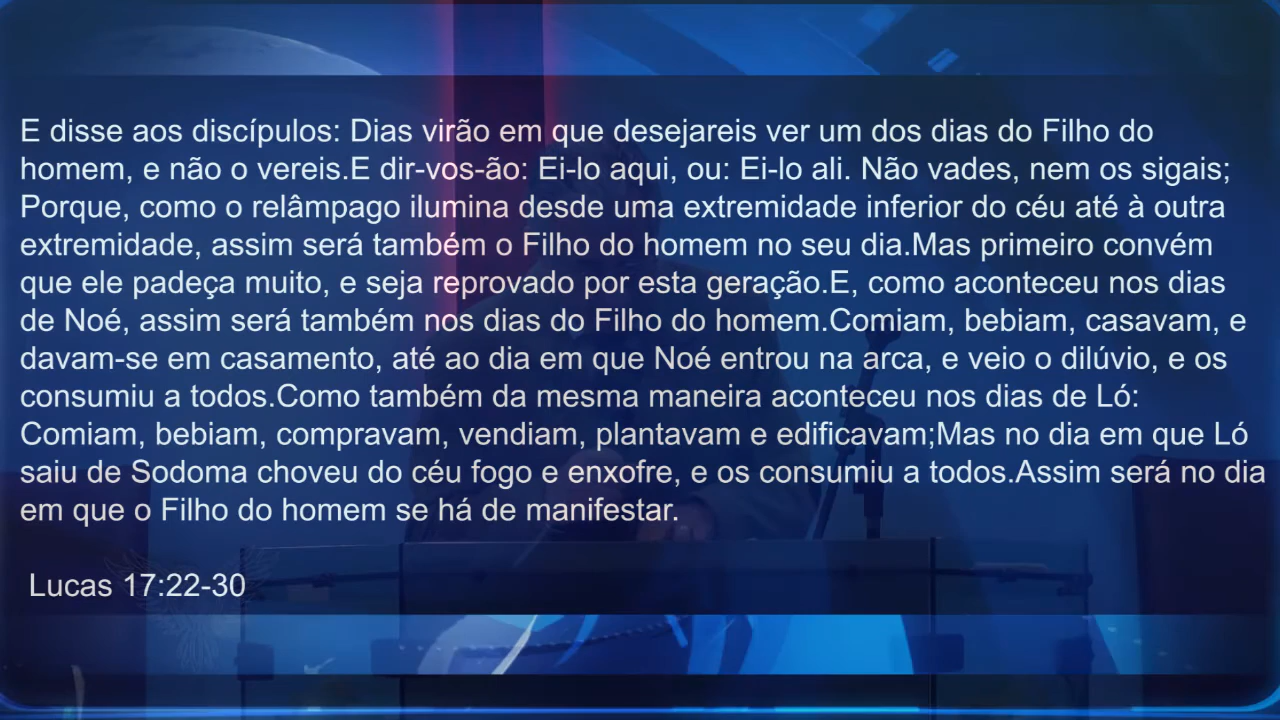 E disse aos discípulos: Dias virão em que desejareis ver um dos dias do Filho do
homem, e não o vereis.E dir-vos-ão: Ei-lo aqui, ou: Ei-lo ali. Não vades, nem os sigais;
Porque, como o relâmpago ilumina desde uma extremidade inferior do céu até à outra
extremidade, assim será também o Filho do homem no seu dia.Mas primeiro convém
que ele padeça muito, e seja reprovado por esta geração.E, como aconteceu nos dias
de Noé, assim será também nos dias do Filho do homem.Comiam, bebiam, casavam, e
davam-se em casamento, até ao dia em que Noé entrou na arca, e veio o dilúvio, e os
consumiu a todos.Como também da mesma maneira aconteceu nos dias de Ló:
Comiam, bebiam, compravam, vendiam, plantavam e edificavam;Mas no dia em que Ló
saiu de Sodoma choveu do céu fogo e enxofre, e os consumiu a todos.Assim será no dia
em que o Filho do homem se há de manifestar.
Lucas 17:22-30